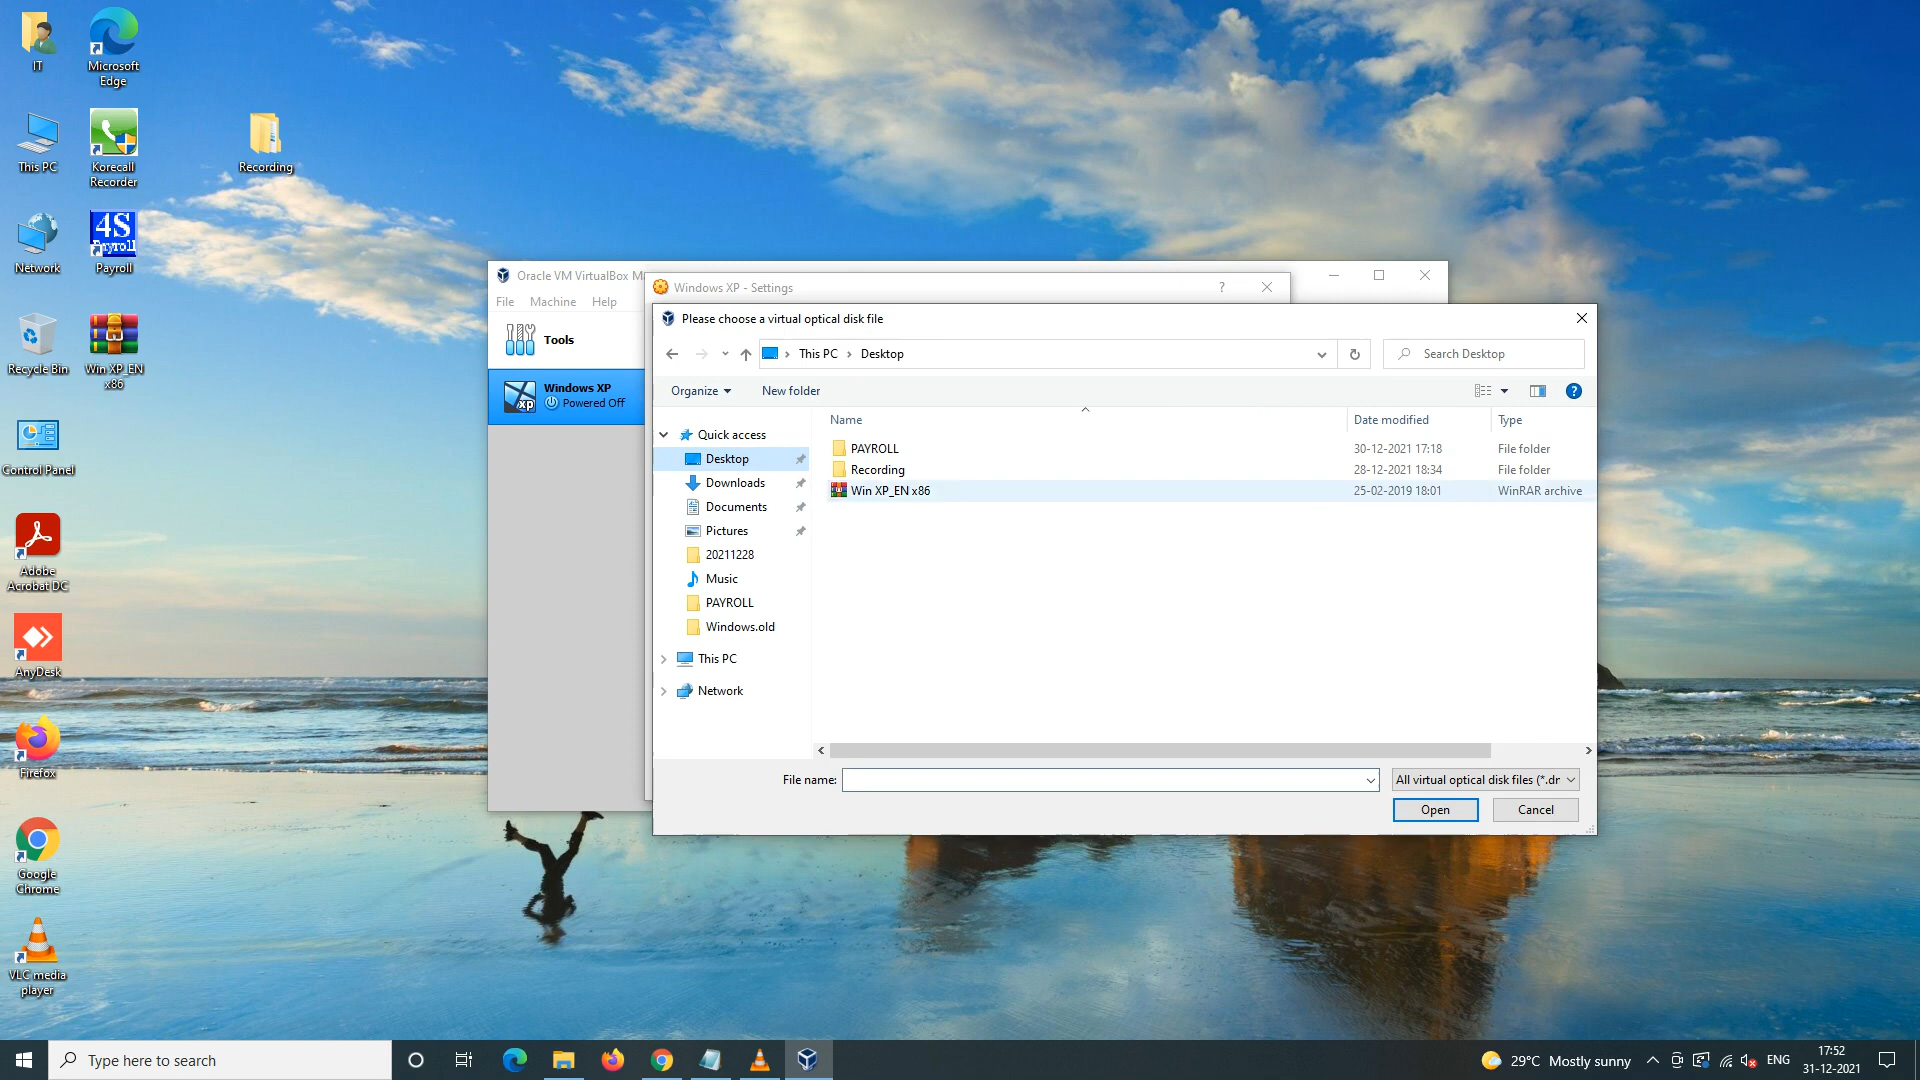 IT
Microsoft
Edge
This PC
Korecall
Recorder
Recording
Network
4S
Payroll
Payroll
Recycle Bin
Win XP_EN
x86
Control Panel
Adobe
Acrobat DC
AnyDesk
Firefox
Google
Chrome
VLC media
player
Oracle VM VirtualBox M
File Machine Help
Tools
Windows XP
Powered Off
xp
Windows XP - Settings
Please choose a virtual optical disk file
This PC > Desktop
Search Desktop
Organize New folder
Name Date modified Type
Quick access
Desktop
Downloads
Documents
Pictures
20211228
Music
PAYROLL
Windows.old
This PC
Network
PAYROLL 30-12-2021 17:18 File folder
Recording 28-12-2021 18:34 File folder
Win XP_EN x86 25-02-2019 18:01 WinRAR archive
File name:
All virtual optical disk files (*.dr
Open Cancel
Type here to search
29°C Mostly sunny
ENG
17:52
31-12-2021